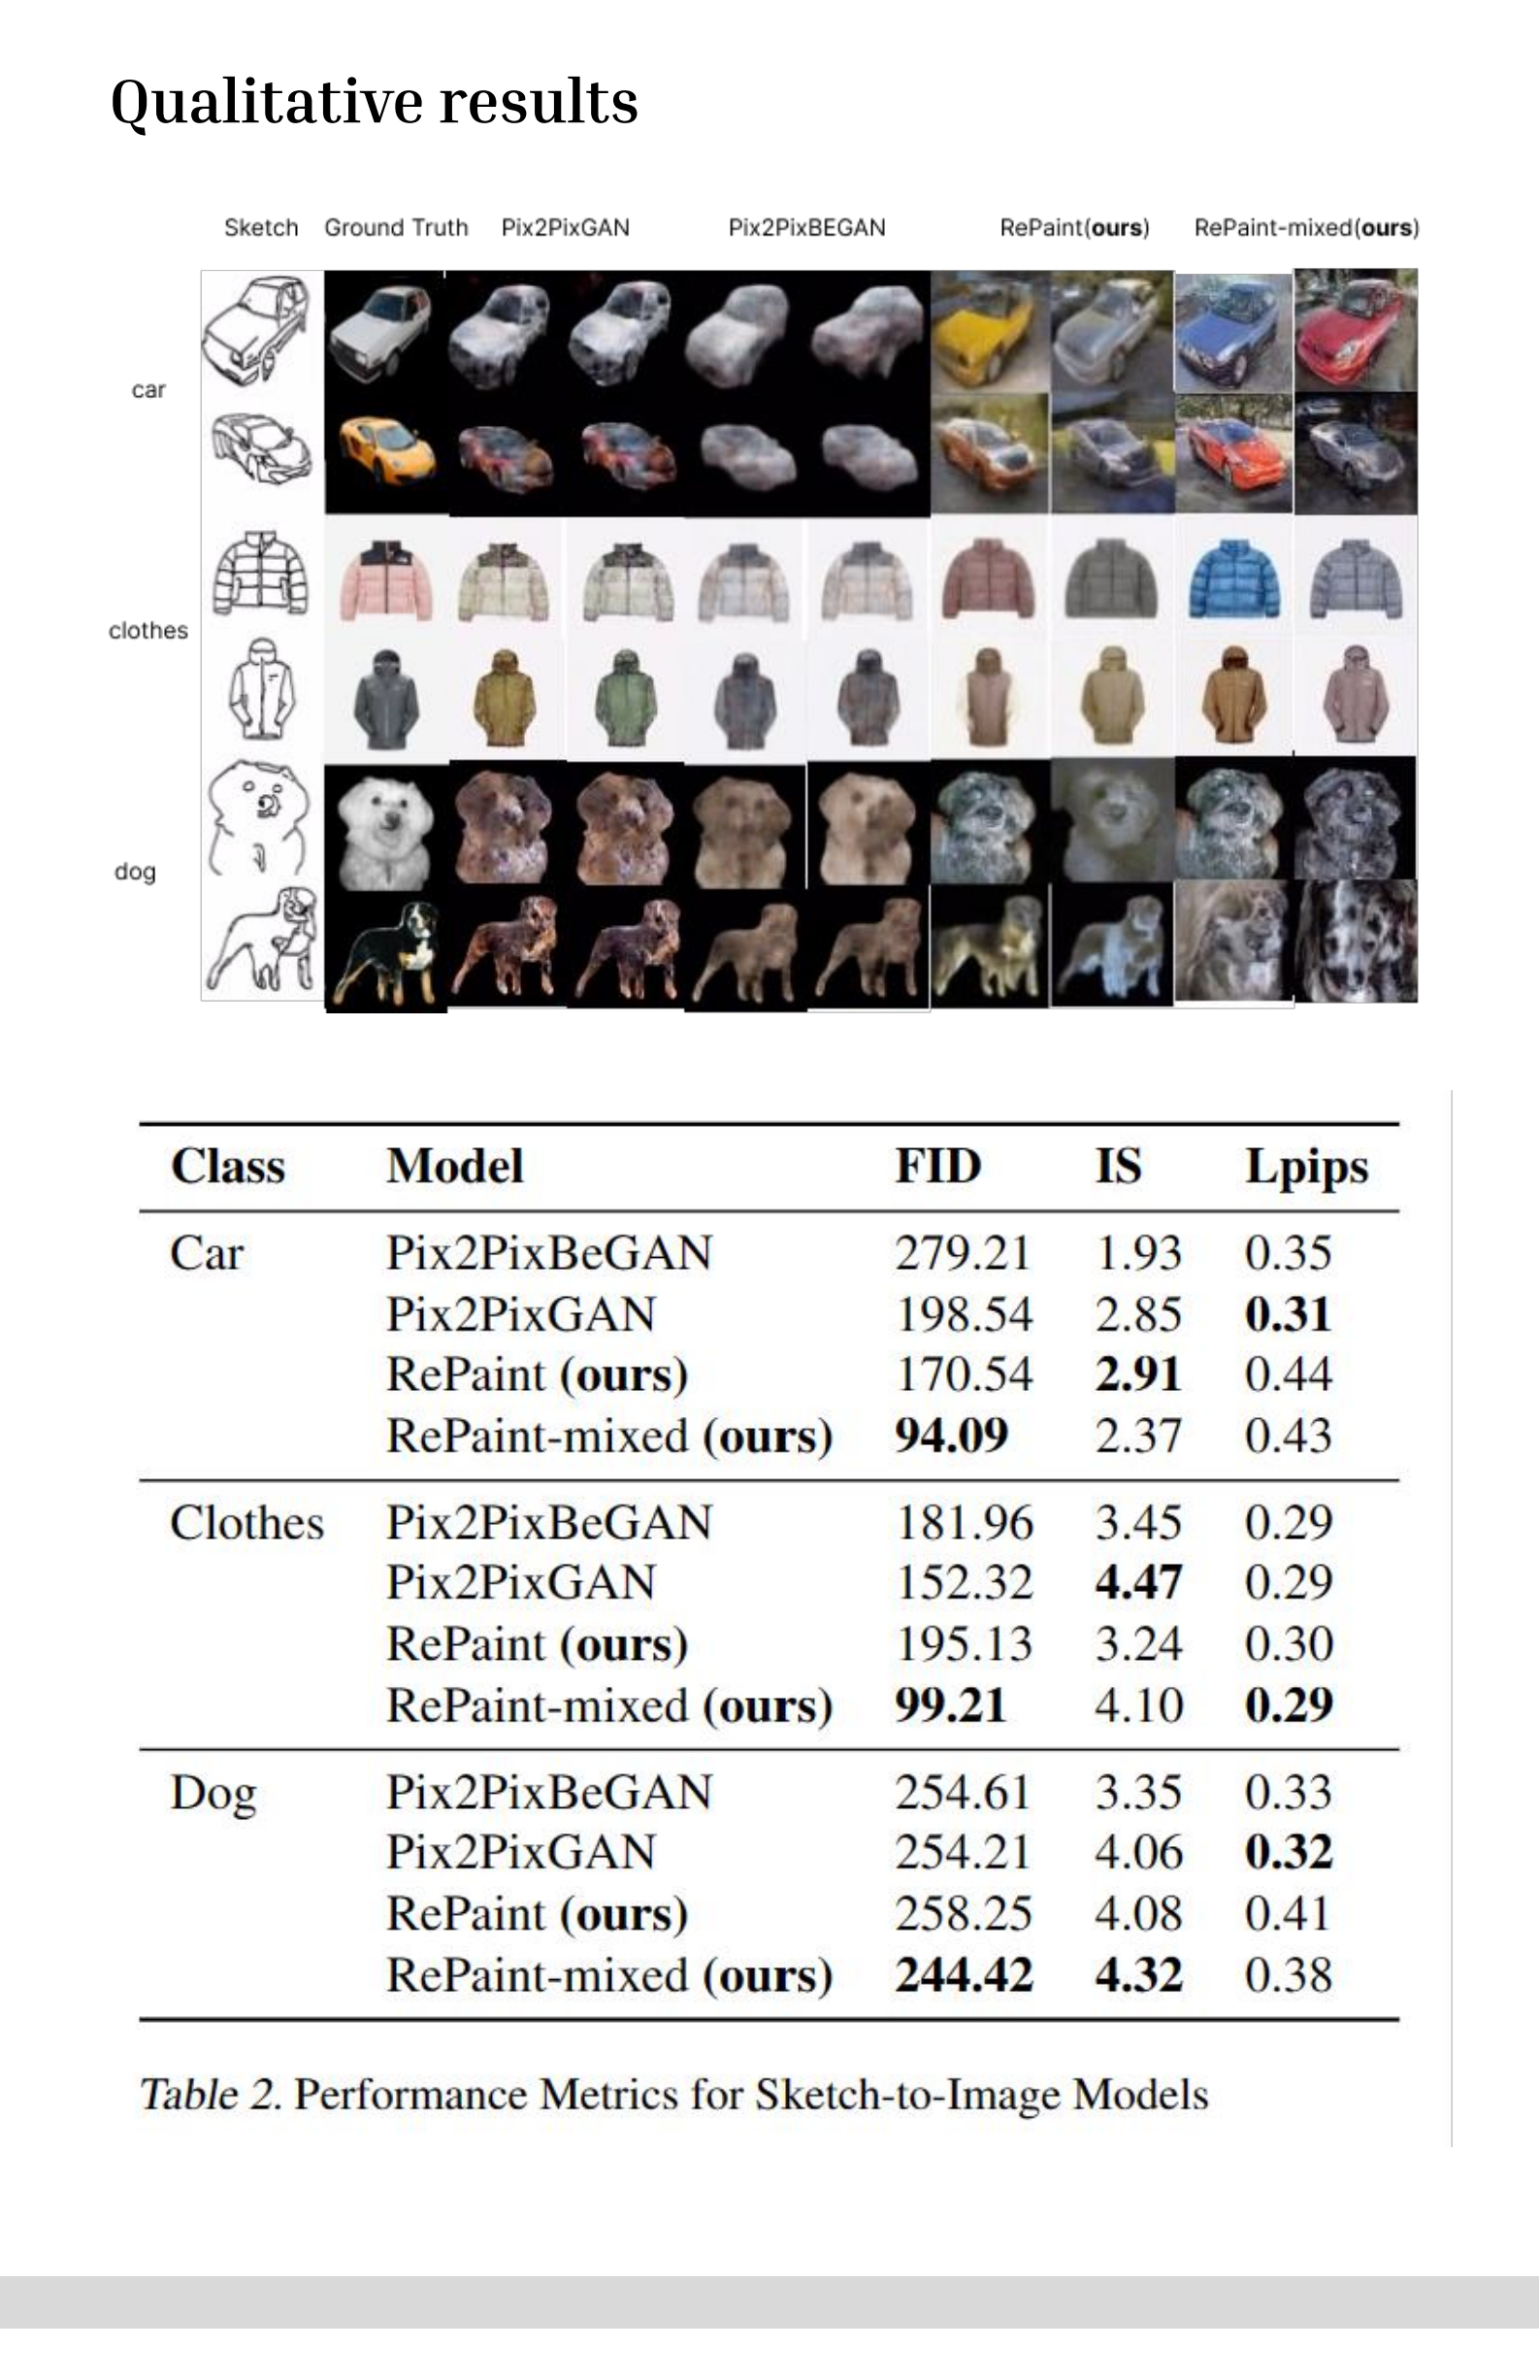 Qualitative results
Sketch Ground Truth Pix2PixGAN Pix2PixBEGAN RePaint(ours) RePaint-mixed(ours)
car
clothes
dog
Class Model FID IS Lpips
Car Pix2PixBeGAN 279.21 1.93 0.35
Pix2PixGAN 198.54 2.85 0.31
RePaint (ours) 170.54 2.91 0.44
RePaint-mixed (ours) 94.09 2.37 0.43
Clothes Pix2PixBeGAN 181.96 3.45 0.29
Pix2PixGAN 152.32 4.47 0.29
RePaint (ours) 195.13 3.24 0.30
RePaint-mixed (ours) 99.21 4.10 0.29
Dog Pix2PixBeGAN 254.61 3.35 0.33
Pix2PixGAN 254.21 4.06 0.32
RePaint (ours) 258.25 4.08 0.41
RePaint-mixed (ours) 244.42 4.32 0.38
Table 2. Performance Metrics for Sketch-to-Image Models